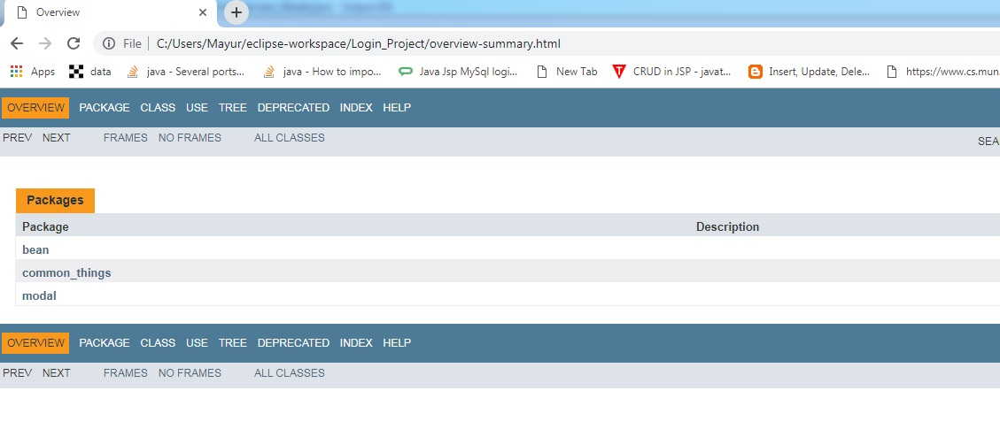 Overview
File C:/Users/Mayur/eclipse-workspace/Login_Project/overview-summary.html
Apps data java - Several ports... java - How to impo... Java Jsp MySql logi... New Tab CRUD in JSP - javat... Insert, Update, Dele... https://www.cs.mun.
OVERVIEW PACKAGE CLASS USE TREE DEPRECATED INDEX HELP
PREV NEXT FRAMES NO FRAMES ALL CLASSES SEA
Packages
Package Description
bean
common_things
modal
OVERVIEW PACKAGE CLASS USE TREE DEPRECATED INDEX HELP
PREV NEXT FRAMES NO FRAMES ALL CLASSES